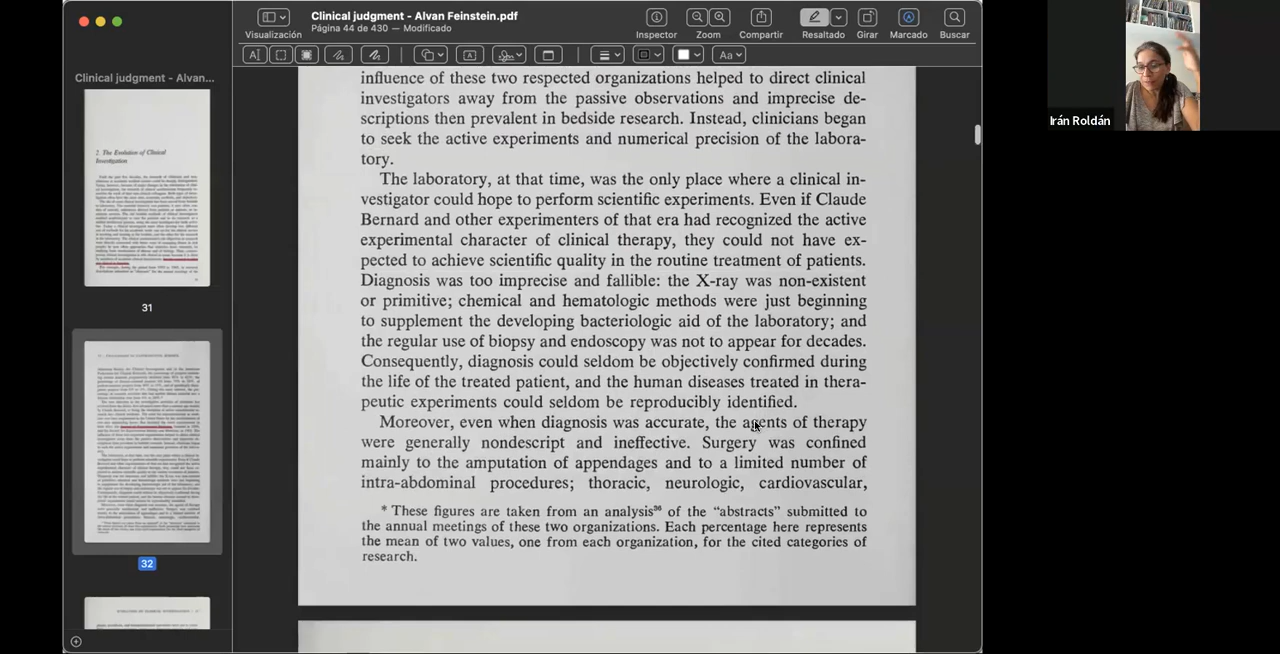 Clinical judgment - Alvan Feinstein.pdf
Página 44 de 430 — Modificado
Visualización
Inspector
Zoom
Compartir
Resaltado
Girar
Marcado
Buscar
Aa
Clinical judgment - Alvan...
2. The Evolution of Clinical
Investigation
31
32
influence of these two respected organizations helped to direct clinical
investigators away from the passive observations and imprecise de-
scriptions then prevalent in bedside research. Instead, clinicians began
to seek the active experiments and numerical precision of the labora-
tory.
The laboratory, at that time, was the only place where a clinical in-
vestigator could hope to perform scientific experiments. Even if Claude
Bernard and other experimenters of that era had recognized the active
experimental character of clinical therapy, they could not have ex-
pected to achieve scientific quality in the routine treatment of patients.
Diagnosis was too imprecise and fallible: the X-ray was non-existent
or primitive; chemical and hematologic methods were just beginning
to supplement the developing bacteriologic aid of the laboratory; and
the regular use of biopsy and endoscopy was not to appear for decades.
Consequently, diagnosis could seldom be objectively confirmed during
the life of the treated patient, and the human diseases treated in thera-
peutic experiments could seldom be reproducibly identified.
Moreover, even when diagnosis was accurate, the agents of therapy
were generally nondescript and ineffective. Surgery was confined
mainly to the amputation of appendages and to a limited number of
intra-abdominal procedures; thoracic, neurologic, cardiovascular,
* These figures are taken from an analysis³⁶ of the "abstracts" submitted to
the annual meetings of these two organizations. Each percentage here represents
the mean of two values, one from each organization, for the cited categories of
research.
Irán Roldán